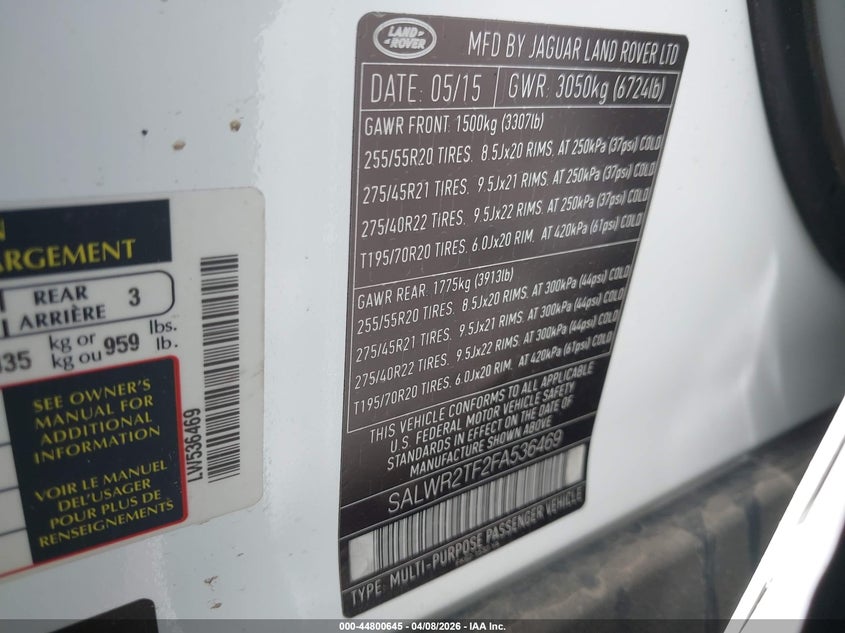 LAND
ROVER
MFD BY JAGUAR LAND ROVER LTD
DATE: 05/15
GWR: 3050kg (6724lb)
GAWR FRONT: 1500kg (3307lb)
255/55R20 TIRES. 8.5Jx20 RIMS. AT 250kPa (37psi) COLD
275/45R21 TIRES. 9.5Jx21 RIMS. AT 250kPa (37psi) COLD
275/40R22 TIRES. 9.5Jx22 RIMS. AT 250kPa (37psi) COLD
T195/70R20 TIRES. 6.0Jx20 RIM. AT 420kPa (61psi) COLD
GAWR REAR: 1775kg (3913lb)
255/55R20 TIRES. 8.5Jx20 RIMS. AT 300kPa (44psi) COLD
275/45R21 TIRES. 9.5Jx21 RIMS. AT 300kPa (44psi) COLD
275/40R22 TIRES. 9.5Jx22 RIMS. AT 300kPa (44psi) COLD
T195/70R20 TIRES. 6.0Jx20 RIM. AT 420kPa (61psi) COLD
THIS VEHICLE CONFORMS TO ALL APPLICABLE
U.S. FEDERAL MOTOR VEHICLE SAFETY
STANDARDS IN EFFECT ON THE DATE OF
MANUFACTURE SHOWN ABOVE
SALWR2TF2FA536469
TYPE: MULTI-PURPOSE PASSENGER VEHICLE
N
ARGEMENT
REAR 3
ARRIÈRE
435 kg or 959 lbs.
kg ou lb.
SEE OWNER'S
MANUAL FOR
ADDITIONAL
INFORMATION
VOIR LE MANUEL
DEL'USAGER
POUR PLUS DE
RENSEIGNEMENTS
LW536469
000-44800645 - 04/08/2026 - IAA Inc.